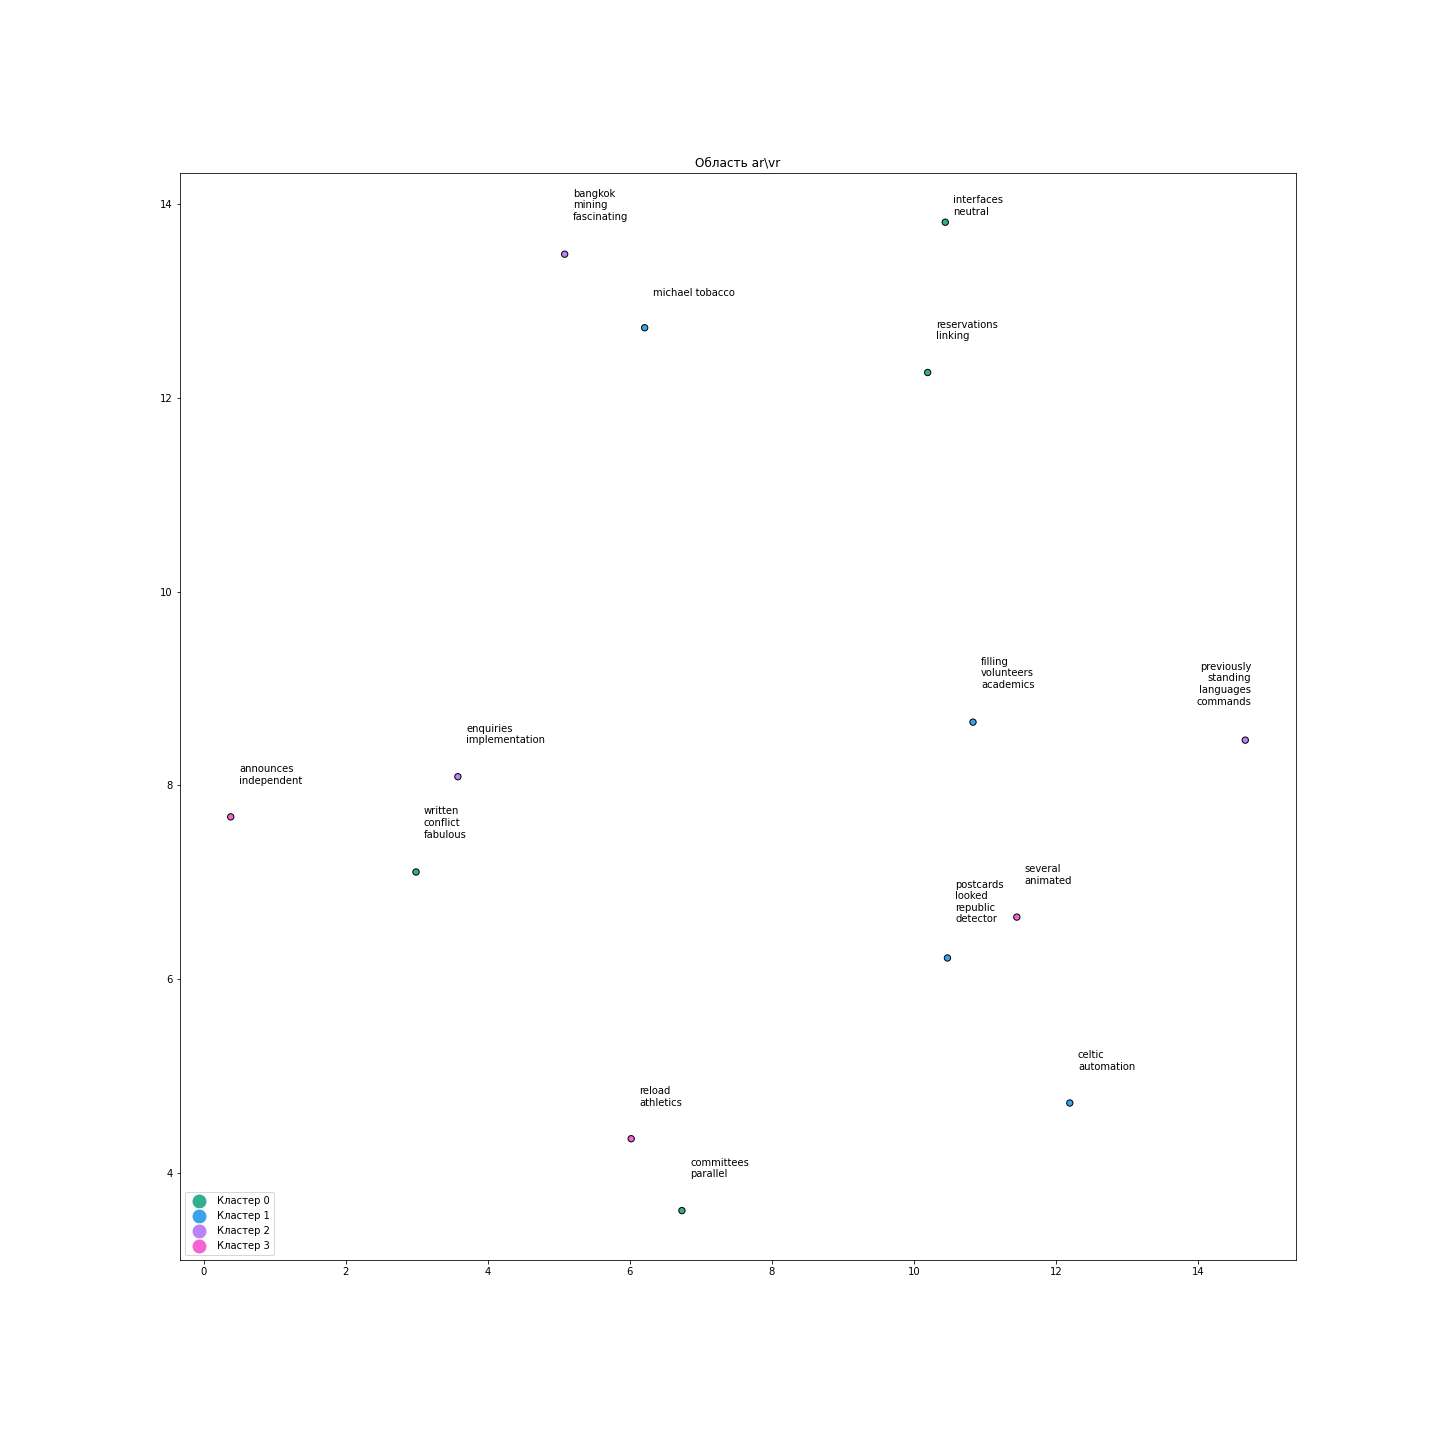 Область ar\vr
bangkok
mining
fascinating
interfaces
neutral
michael tobacco
reservations
linking
filling
volunteers
academics
previously
standing
languages
commands
enquiries
implementation
announces
independent
written
conflict
fabulous
several
animated
postcards
looked
republic
detector
celtic
automation
reload
athletics
committees
parallel
14
12
10
8
6
4
Кластер 0
Кластер 1
Кластер 2
Кластер 3
0
2
4
6
8
10
12
14